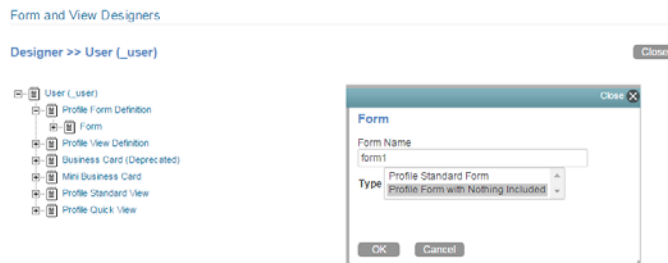 Form and View Designers
Designer >> User (_user)
Close
User (_user)
Profile Form Definition
Form
Profile View Definition
Business Card (Deprecated)
Mini Business Card
Profile Standard View
Profile Quick View
Close
Form
Form Name
form1
Type
Profile Standard Form
Profile Form with Nothing Included
OK
Cancel